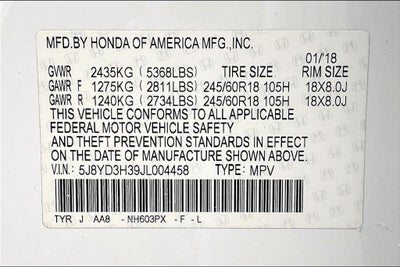 MFD.BY HONDA OF AMERICA MFG.,INC.
01/18
GVWR 2435KG (5368LBS) TIRE SIZE RIM SIZE
GAWR F 1275KG (2811LBS) 245/60R18 105H 18X8.0J
GAWR R 1240KG (2734LBS) 245/60R18 105H 18X8.0J
THIS VEHICLE CONFORMS TO ALL APPLICABLE
FEDERAL MOTOR VEHICLE SAFETY
AND THEFT PREVENTION STANDARDS IN EFFECT
ON THE DATE OF MANUFACTURE SHOWN ABOVE.
V.I.N.: 5J8YD3H39JL004458 TYPE: MPV
TYR J AA8 - NH603PX - F - L